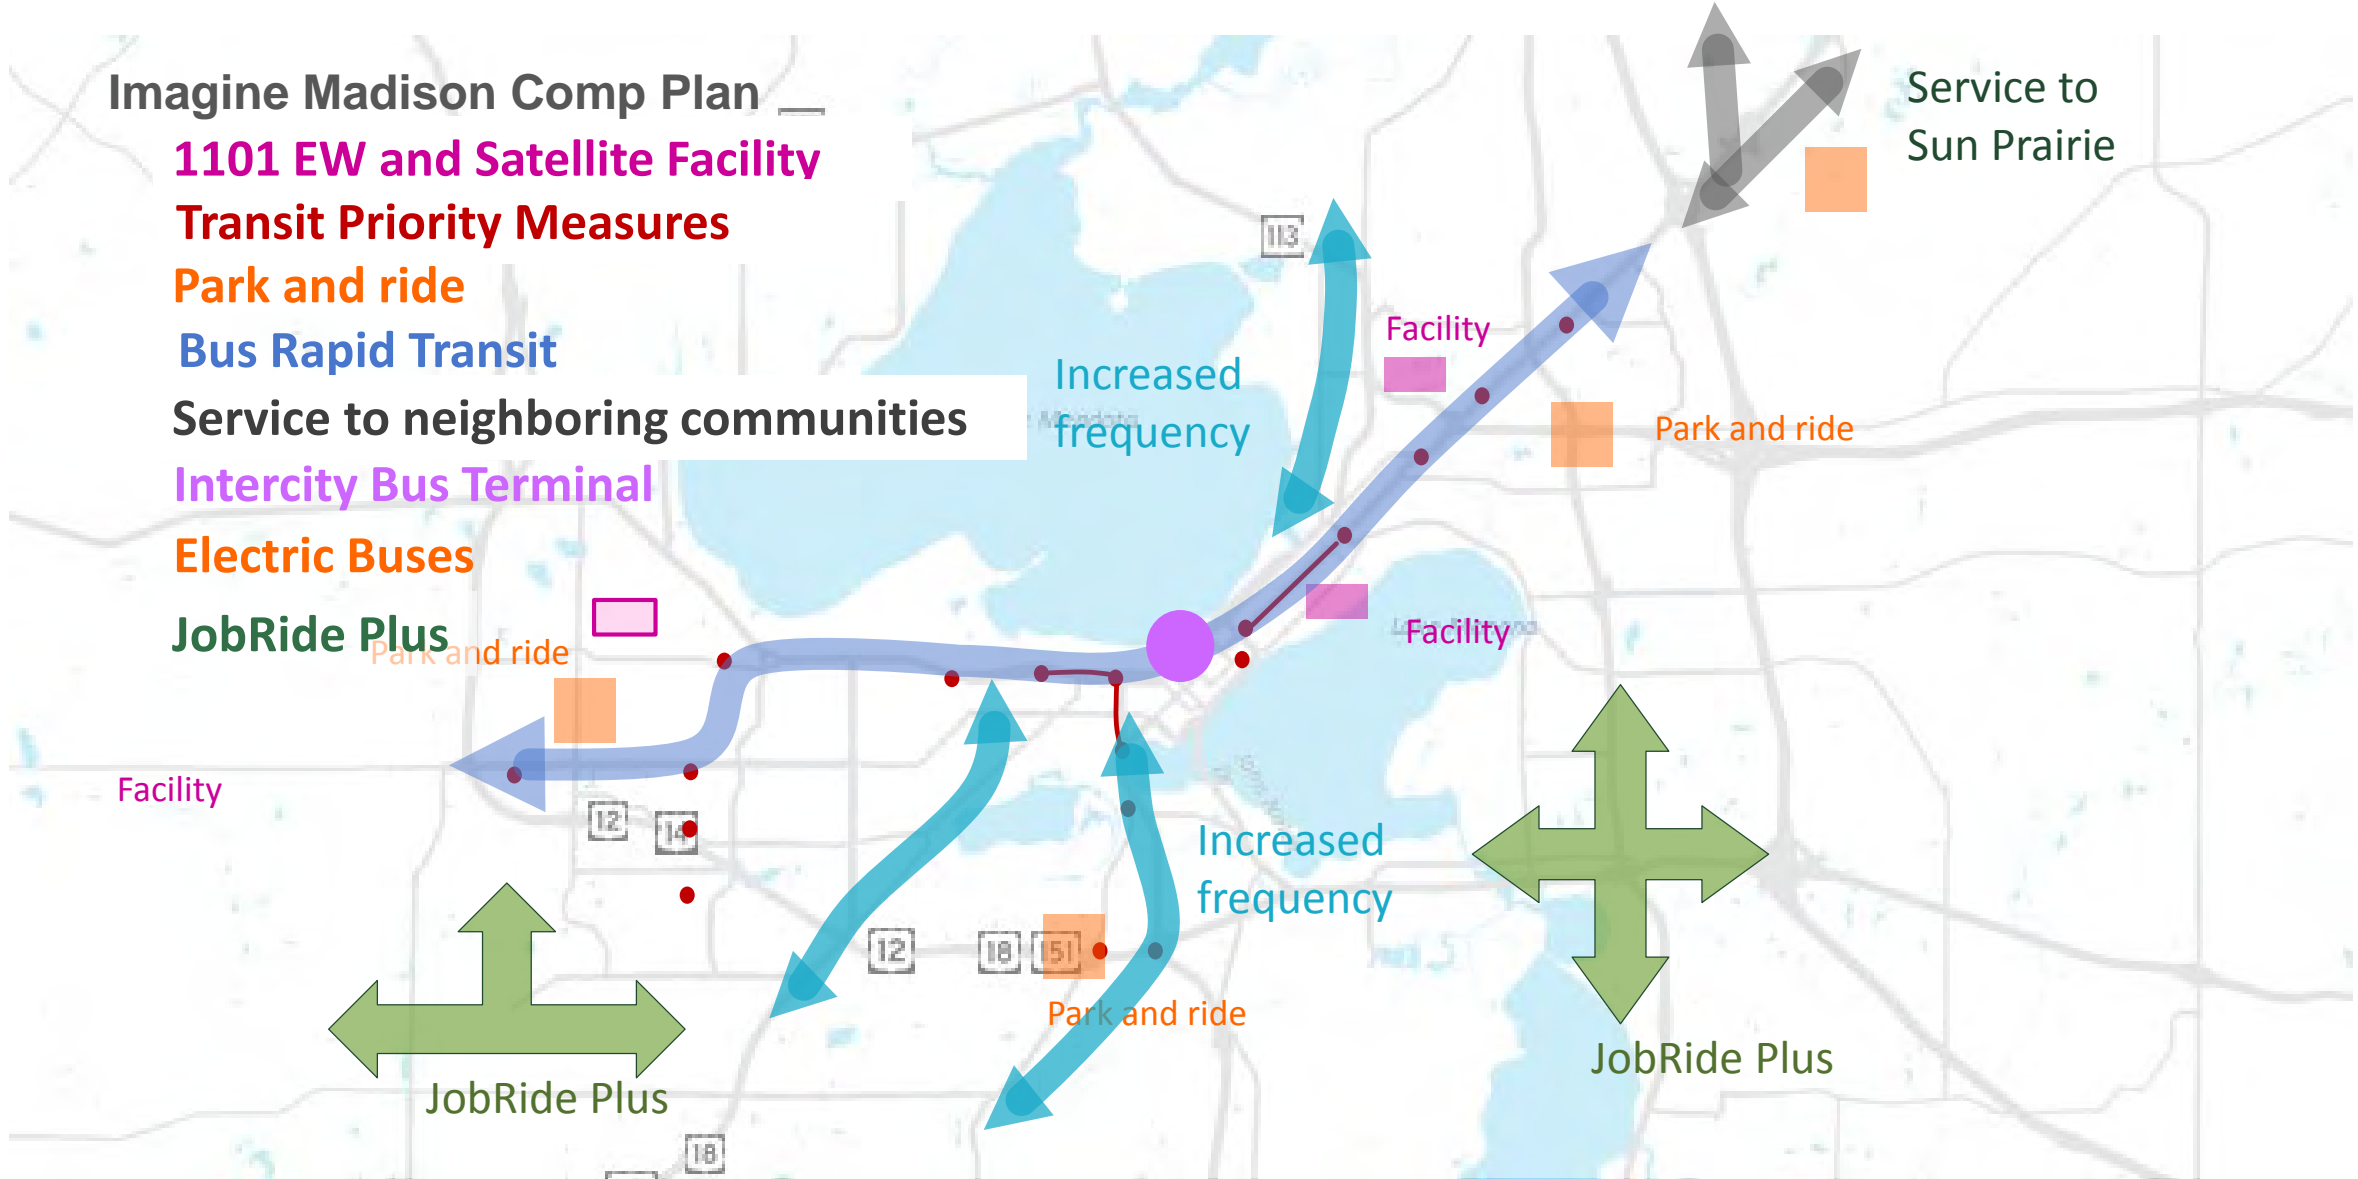 Imagine Madison Comp Plan
1101 EW and Satellite Facility
Transit Priority Measures
Park and ride
Bus Rapid Transit
Service to neighboring communities
Intercity Bus Terminal
Electric Buses
JobRide Plus
Service to
Sun Prairie
113
Facility
Increased
frequency
Mendota
Park and ride
Facility
Park and ride
Facility
12
14
Increased
frequency
12
18
151
Park and ride
JobRide Plus
JobRide Plus
18